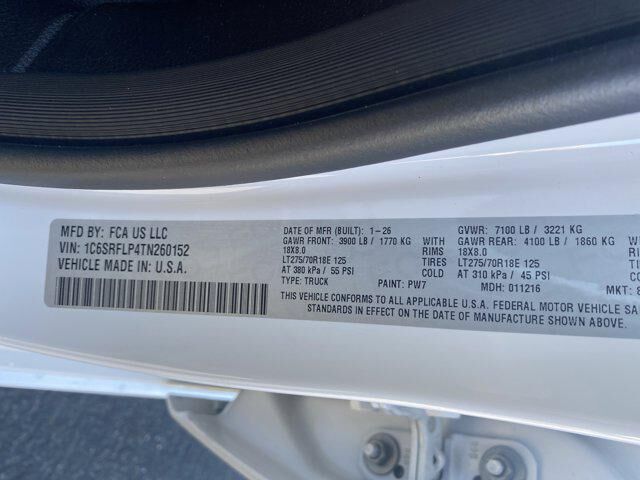 MFD BY: FCA US LLC
VIN: 1C6SRFLP4TN260152
VEHICLE MADE IN: U.S.A.
DATE OF MFR (BUILT): 1-26 GVWR: 7100 LB / 3221 KG
GAWR FRONT: 3900 LB / 1770 KG WITH GAWR REAR: 4100 LB / 1860 KG WITH
18X8.0 RIMS 18X8.0
LT275/70R18E 125 TIRES LT275/70R18E 125
AT 380 kPa / 55 PSI COLD AT 310 kPa / 45 PSI
TYPE: TRUCK PAINT: PW7 MDH: 011216 MKT:
THIS VEHICLE CONFORMS TO ALL APPLICABLE U.S.A. FEDERAL MOTOR VEHICLE
STANDARDS IN EFFECT ON THE DATE OF MANUFACTURE SHOWN ABOVE.